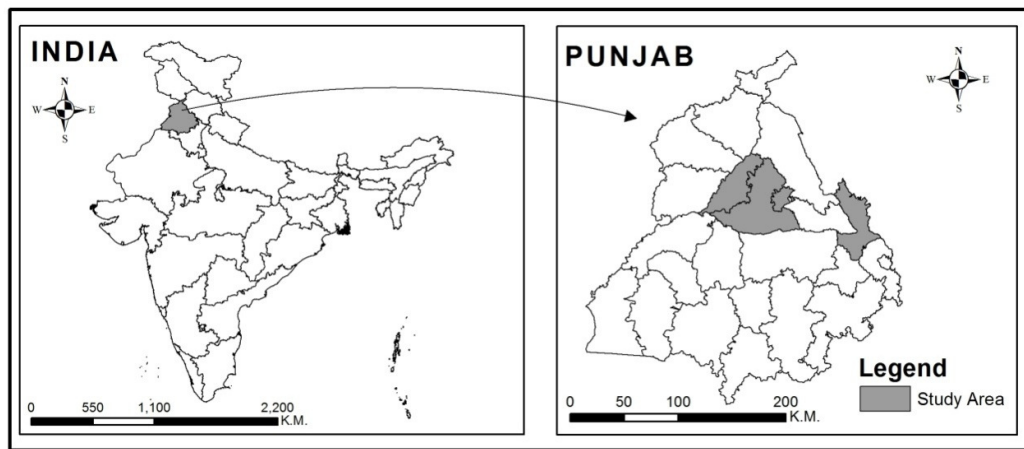 INDIA
N
W E
S
0 550 1,100 2,200
K.M.
PUNJAB
N
W E
S
Legend
Study Area
0 50 100 200
K.M.